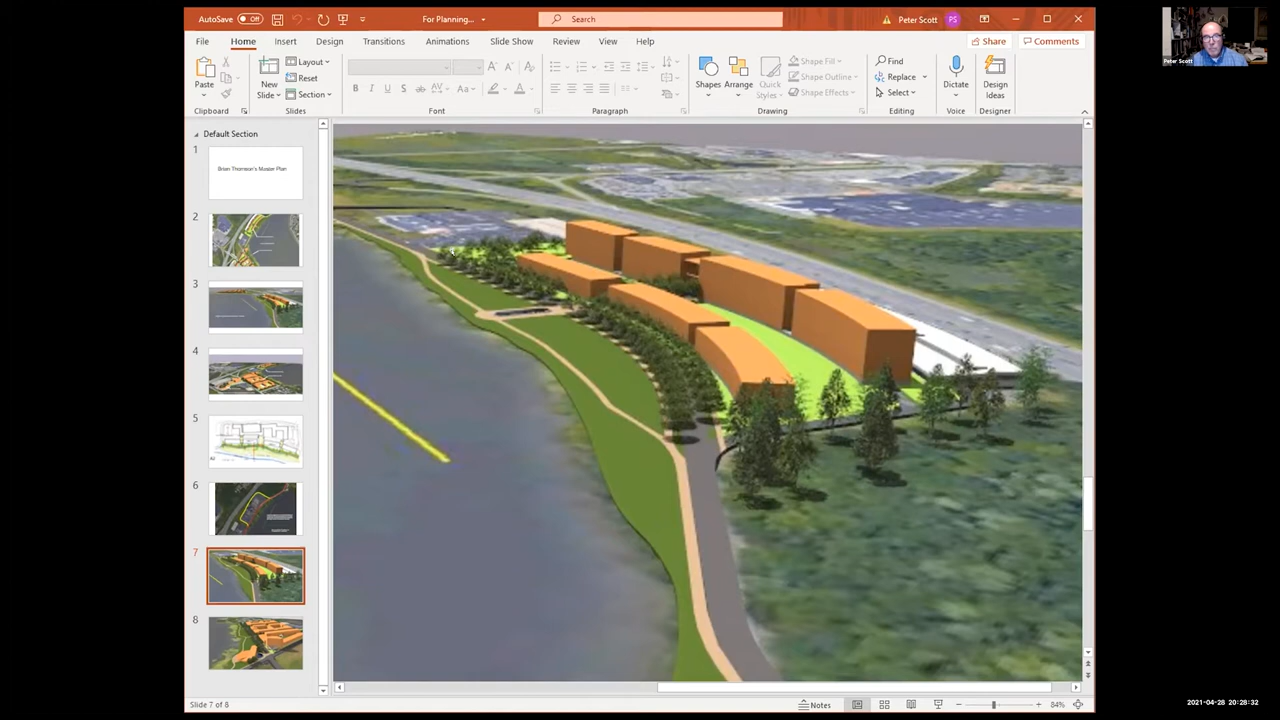 AutoSave Off
For Planning...
Search
Peter Scott PS
File Home Insert Design Transitions Animations Slide Show Review View Help
Share Comments
Paste
New Slide
Layout
Reset
Section
Shapes Arrange Quick Styles
Shape Fill
Shape Outline
Shape Effects
Find
Replace
Select
Dictate
Design Ideas
Clipboard Slides Font Paragraph Drawing Editing Voice Designer
Default Section
1
Brian Thomson's Master Plan
2
3
4
5
6
7
8
Slide 7 of 8
Notes
84%
Peter Scott
2021-04-28 20:28:32